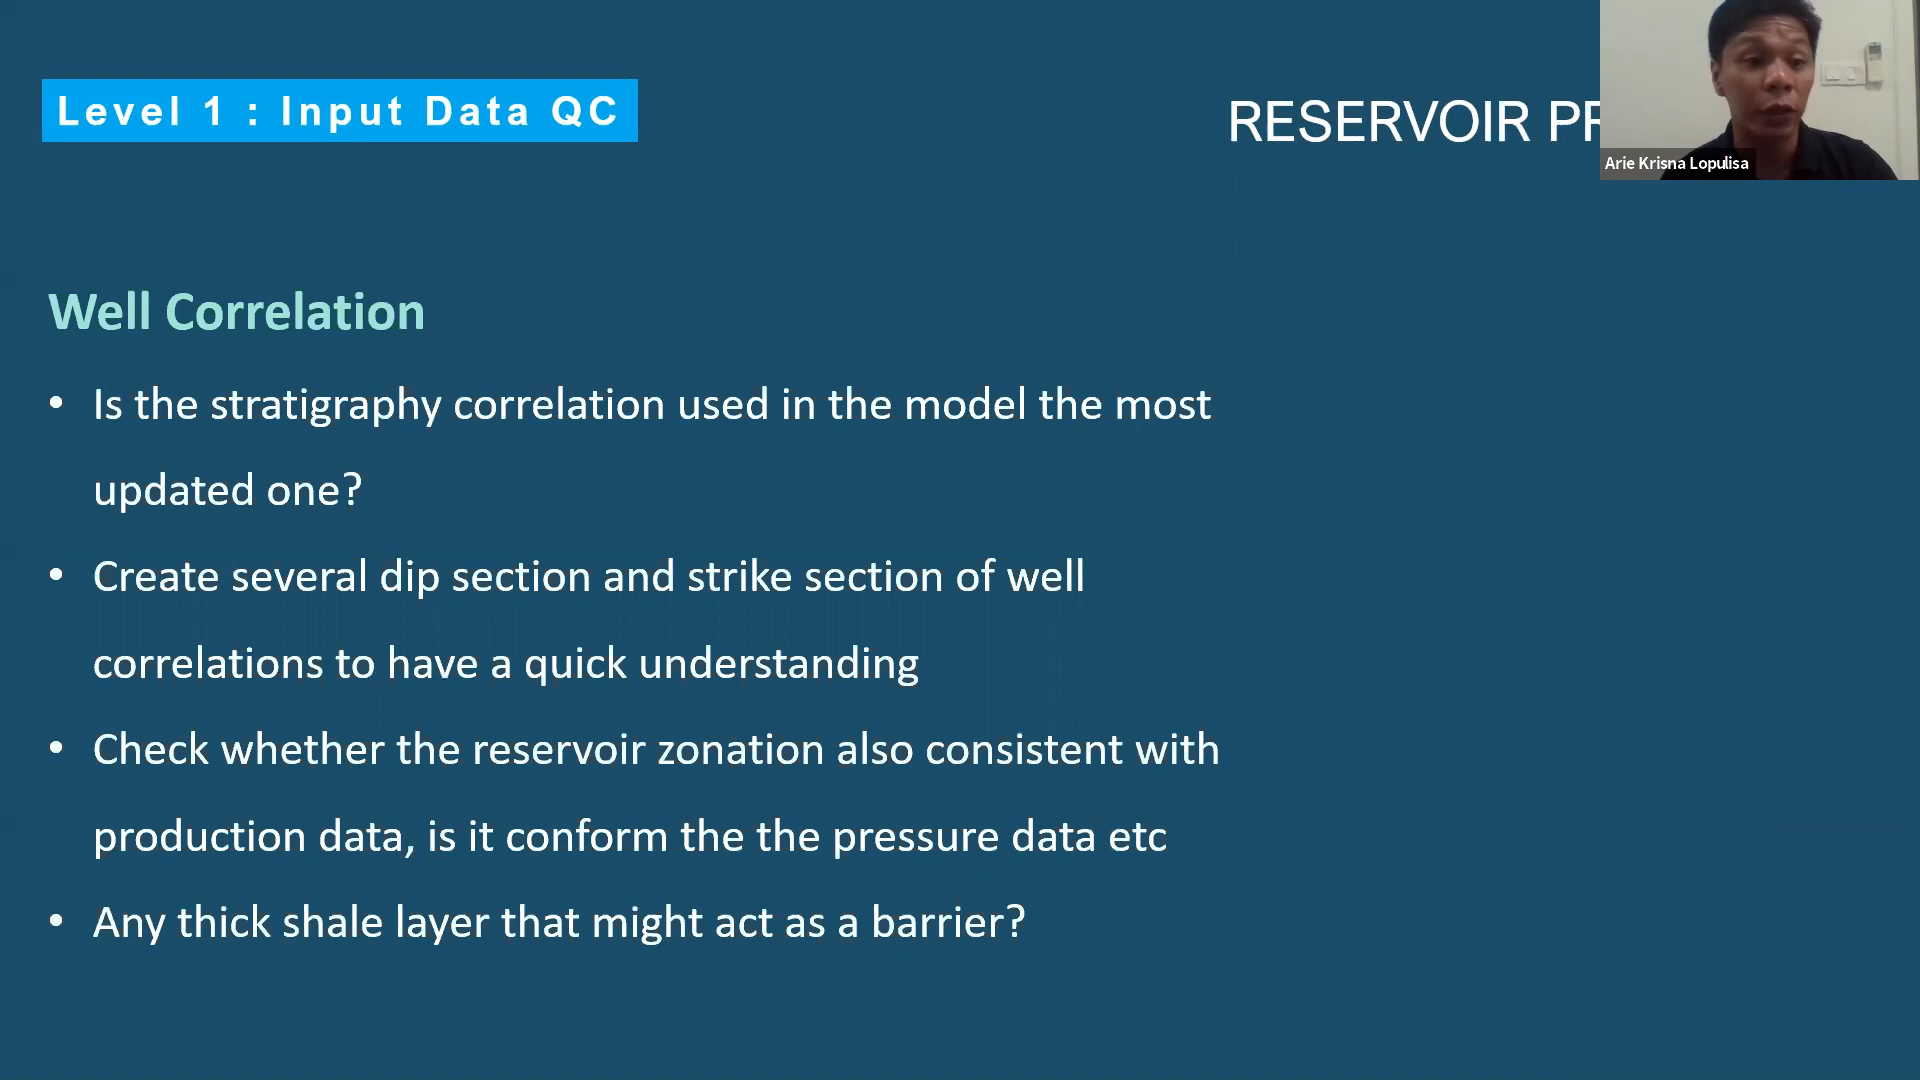 Level 1 : Input Data QC
RESERVOIR
Arie Krisna Lopulisa
Well Correlation
• Is the stratigraphy correlation used in the model the most
updated one?
• Create several dip section and strike section of well
correlations to have a quick understanding
• Check whether the reservoir zonation also consistent with
production data, is it conform the the pressure data etc
• Any thick shale layer that might act as a barrier?